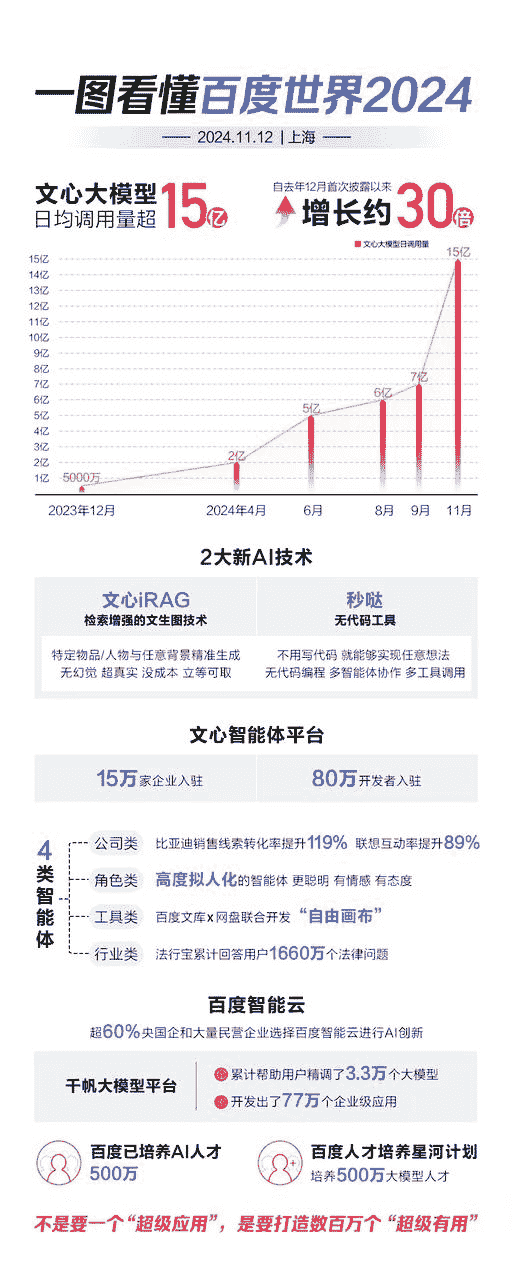 一图看懂百度世界2024
2024.11.12 | 上海
文心大模型
日均调用量超15亿
自去年12月首次披露以来
增长约30倍
文心大模型日调用量
15亿
14亿
13亿
12亿
11亿
10亿
9亿
8亿
7亿
6亿
5亿
4亿
3亿
2亿
1亿
5000万
2亿
5亿
6亿
7亿
15亿
2023年12月 2024年4月 6月 8月 9月 11月
2大新AI技术
文心iRAG
检索增强的文生图技术
特定物品/人物与任意背景精准生成
无幻觉 超真实 没成本 立等可取
秒哒
无代码工具
不用写代码 就能够实现任意想法
无代码编程 多智能体协作 多工具调用
文心智能体平台
15万家企业入驻
80万开发者入驻
4类智能体
公司类 比亚迪销售线索转化率提升119% 联想互动率提升89%
角色类 高度拟人化的智能体 更聪明 有情感 有态度
工具类 百度文库x网盘联合开发 “自由画布”
行业类 法行宝累计回答用户1660万个法律问题
百度智能云
超60%央国企和大量民营企业选择百度智能云进行AI创新
千帆大模型平台
累计帮助用户精调了3.3万个大模型
开发出了77万个企业级应用
百度已培养AI人才
500万
百度人才培养星河计划
培养500万大模型人才
不是要一个“超级应用”，是要打造数百万个“超级有用”